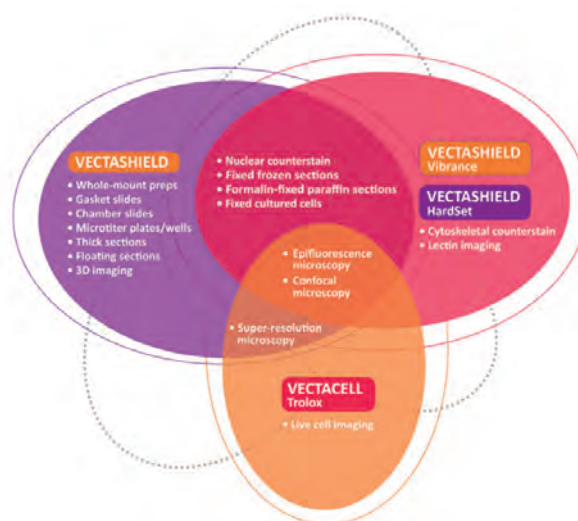 VECTASHIELD
• Whole-mount preps
• Gasket slides
• Chamber slides
• Microtiter plates/wells
• Thick sections
• Floating sections
• 3D imaging
• Nuclear counterstain
• Fixed frozen sections
• Formalin-fixed paraffin sections
• Fixed cultured cells
VECTASHIELD
Vibrance
VECTASHIELD
HardSet
• Cytoskeletal counterstain
• Lectin imaging
• Epifluorescence
microscopy
• Confocal
microscopy
• Super-resolution
microscopy
VECTACELL
Trolox
• Live cell imaging